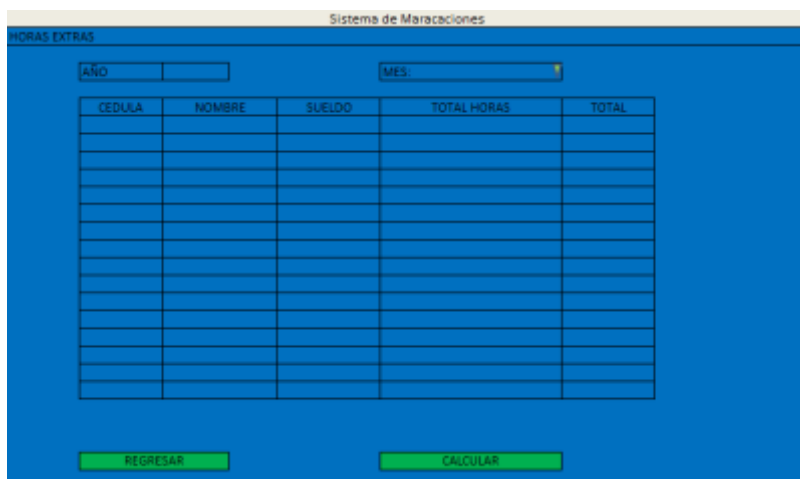 Sistema de Maracaciones
HORAS EXTRAS
AÑO MES:
CEDULA NOMBRE SUELDO TOTAL HORAS TOTAL
REGRESAR CALCULAR